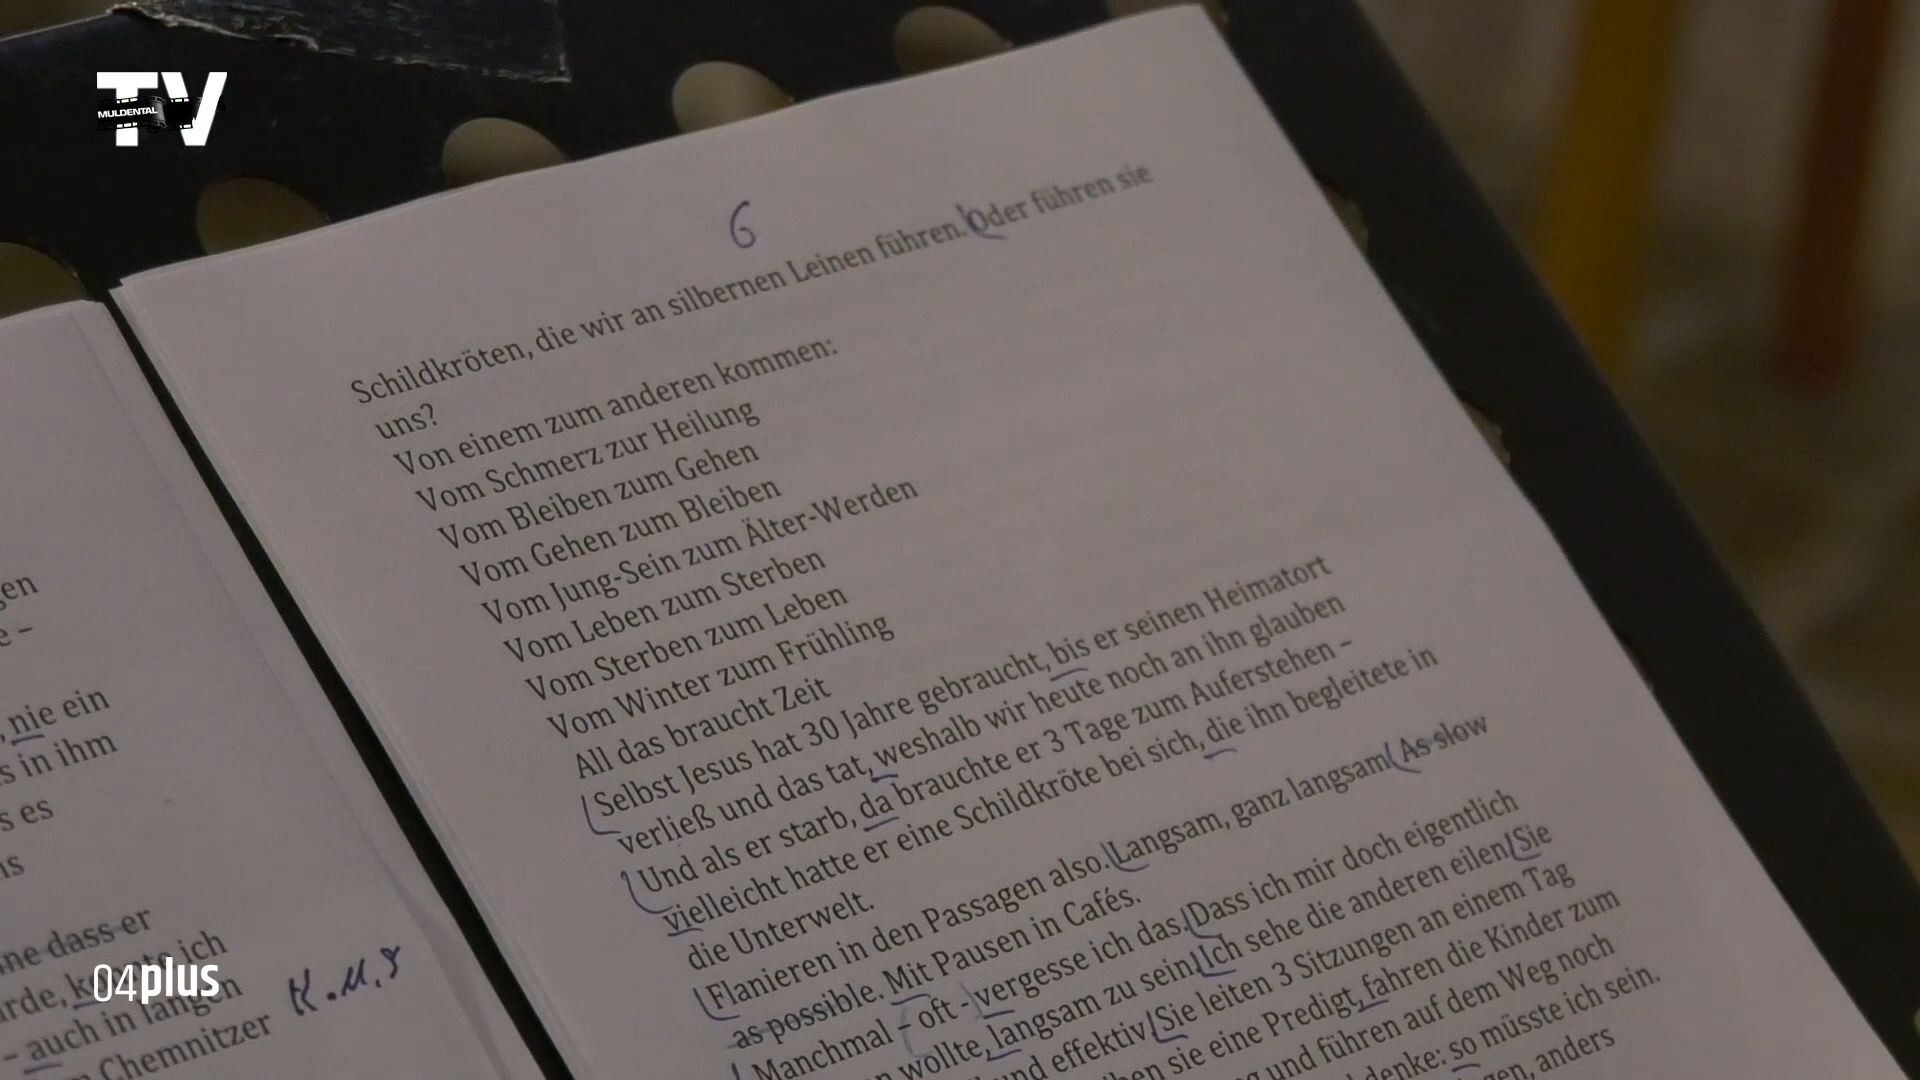 TV
MULDENTAL
6
Schildkröten, die wir an silbernen Leinen führen. Oder führen sie
uns?
Von einem zum anderen kommen:
Vom Schmerz zur Heilung
Vom Bleiben zum Gehen
Vom Gehen zum Bleiben
Vom Jung-Sein zum Älter-Werden
Vom Leben zum Sterben
Vom Sterben zum Leben
Vom Winter zum Frühling
All das braucht Zeit
Selbst Jesus hat 30 Jahre gebraucht, bis er seinen Heimatort
verließ und das tat, weshalb wir heute noch an ihn glauben
Und als er starb, da brauchte er 3 Tage zum Auferstehen –
vielleicht hatte er eine Schildkröte bei sich, die ihn begleitete in
die Unterwelt.
Flanieren in den Passagen also. Langsam, ganz langsam. As slow
as possible. Mit Pausen in Cafés.
Manchmal – oft - vergesse ich das. Dass ich mir doch eigentlich
wollte, langsam zu sein. Ich sehe die anderen eilen. Sie
und effektiv. Sie leiten 3 Sitzungen an einem Tag
sie eine Predigt, fahren die Kinder zum
und führen auf dem Weg noch
denke: so müsste ich sein.
anders
nie ein
s in ihm
s es
dass er
ich
– auch in langen
Chemnitzer
K.M.S
04plus